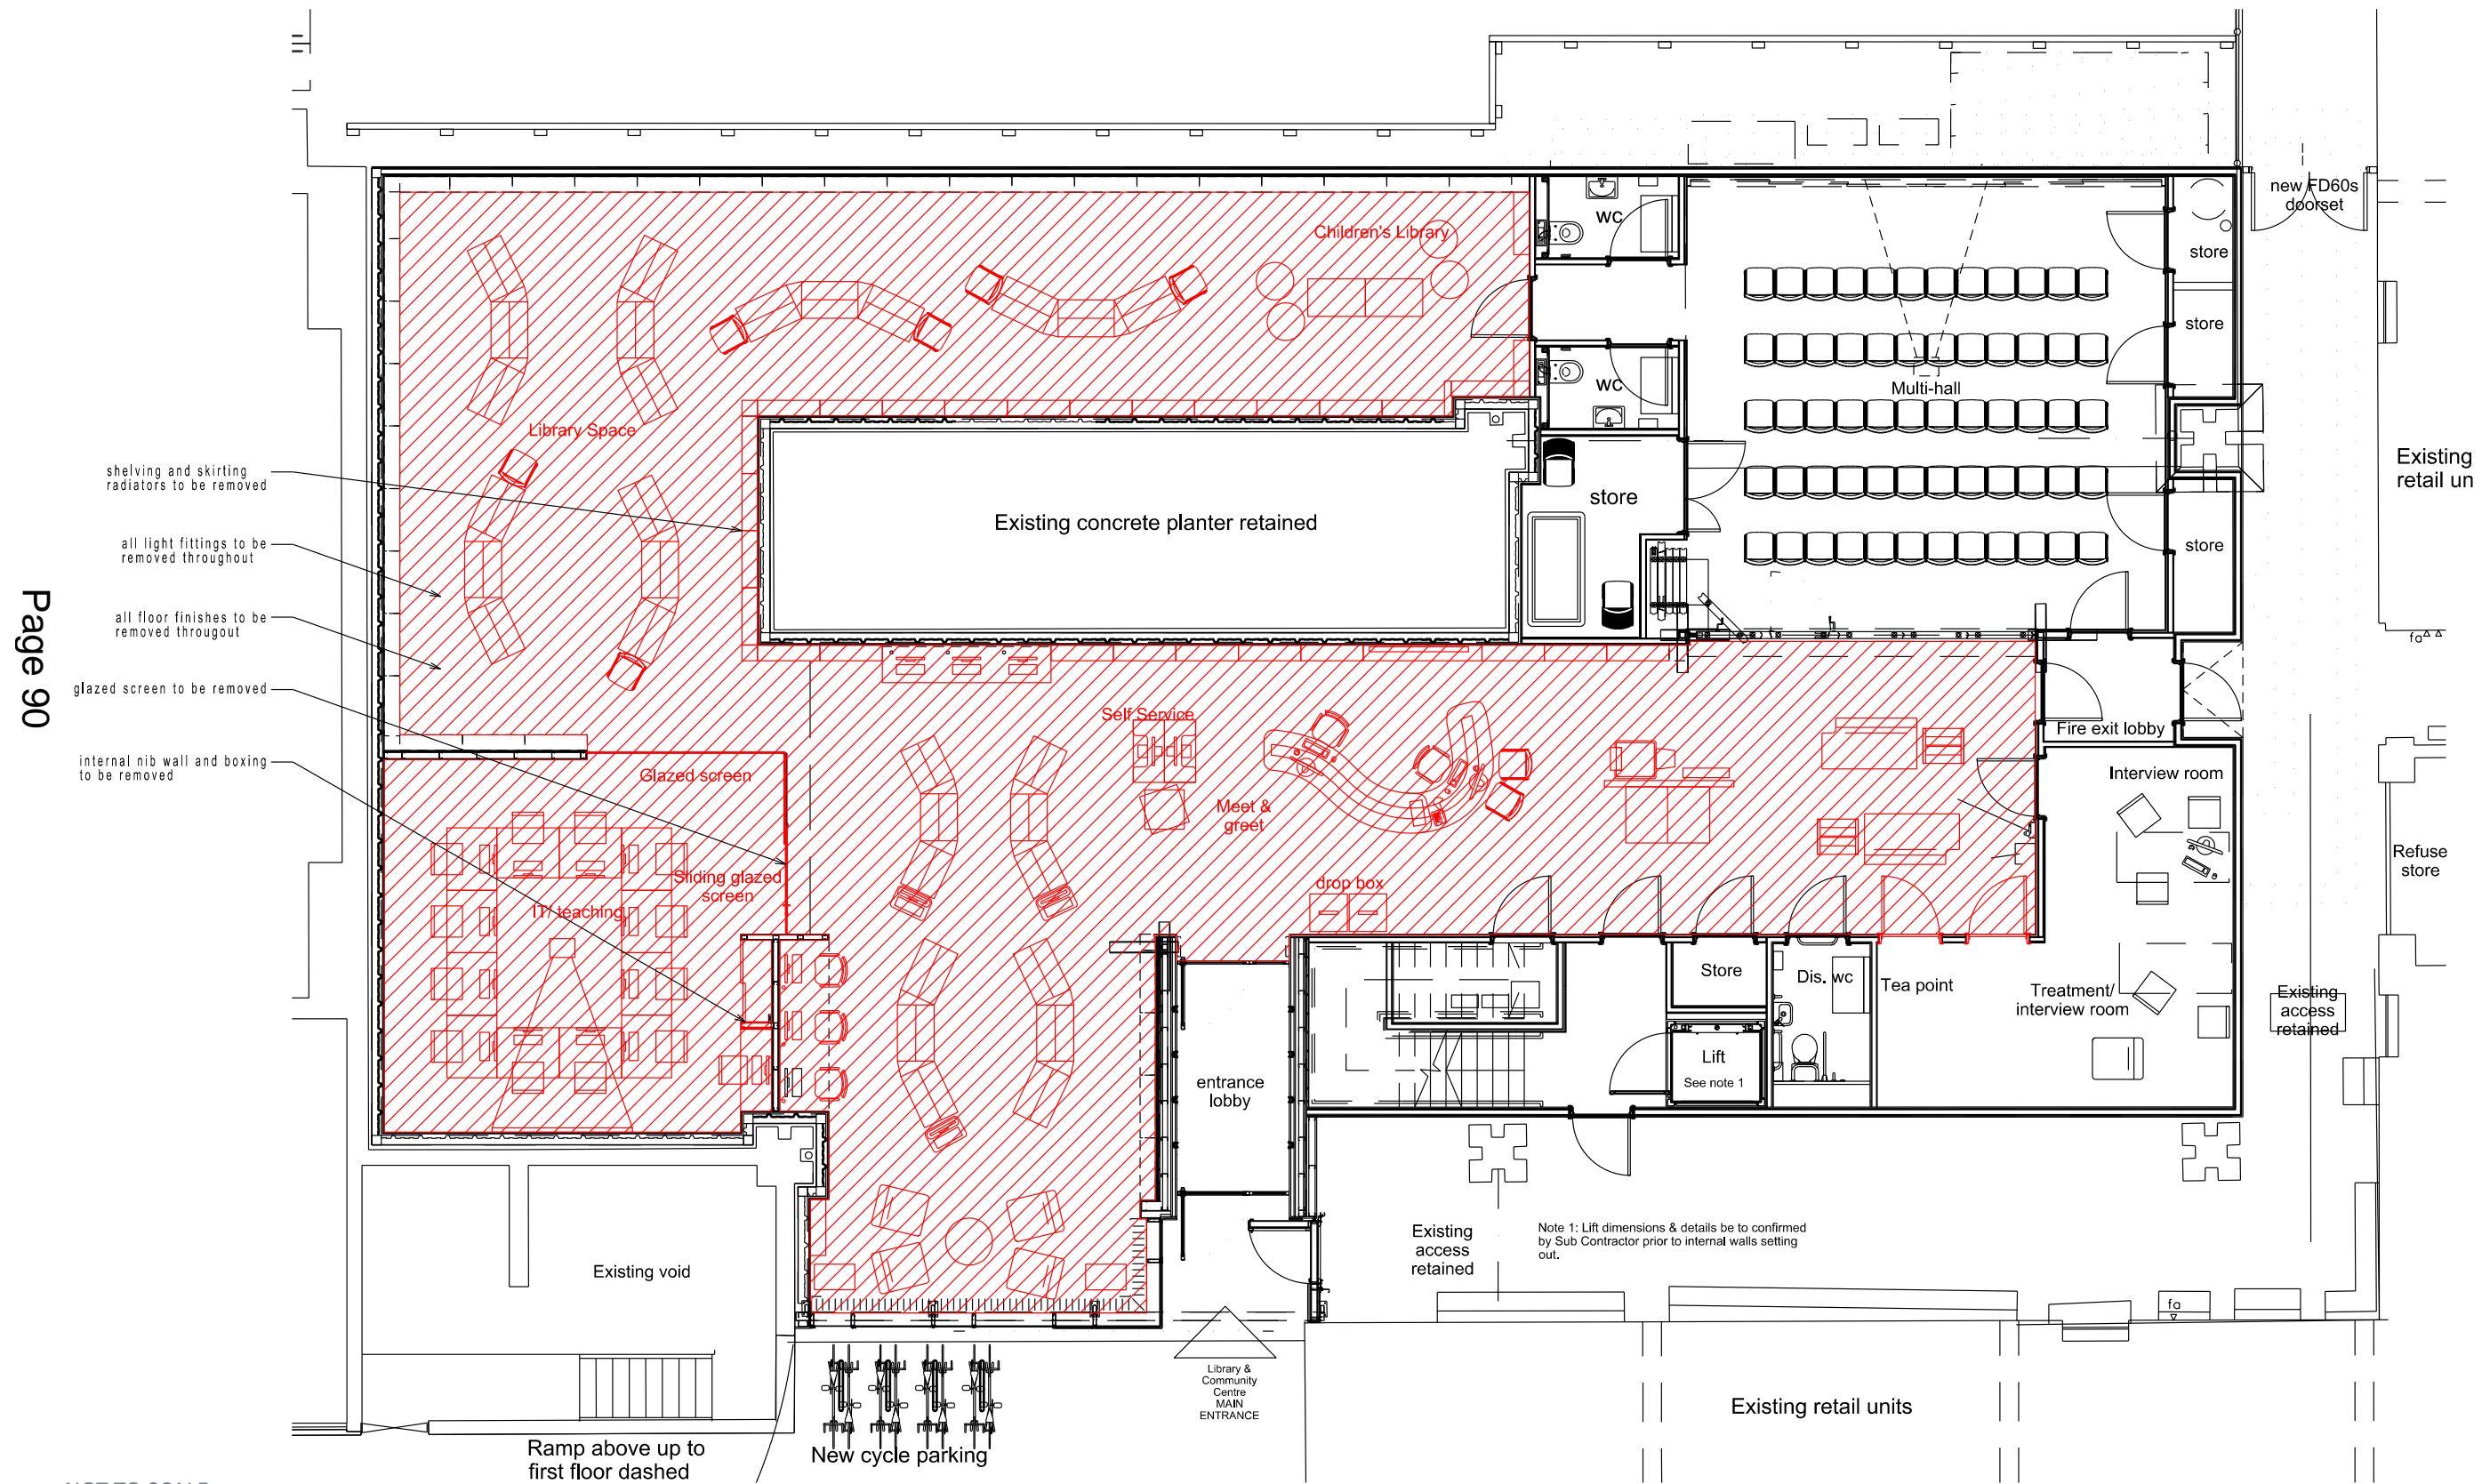 Page 90
shelving and skirting
radiators to be removed
all light fittings to be
removed throughout
all floor finishes to be
removed througout
glazed screen to be removed
internal nib wall and boxing
to be removed
Children's Library
Library Space
Existing concrete planter retained
wc
wc
store
Multi-hall
store
store
store
new FD60s
doorset
Existing
retail un
fa
Self Service
Meet &
greet
drop box
Glazed screen
Sliding glazed
screen
IT/ teaching
Fire exit lobby
Interview room
Refuse
store
Store
Dis. wc
Tea point
Treatment/
interview room
Existing
access
retained
Lift
See note 1
entrance
lobby
Existing void
Existing
access
retained
Note 1: Lift dimensions & details be to confirmed
by Sub Contractor prior to internal walls setting
out.
fa
Library &
Community
Centre
MAIN
ENTRANCE
Existing retail units
New cycle parking
Ramp above up to
first floor dashed